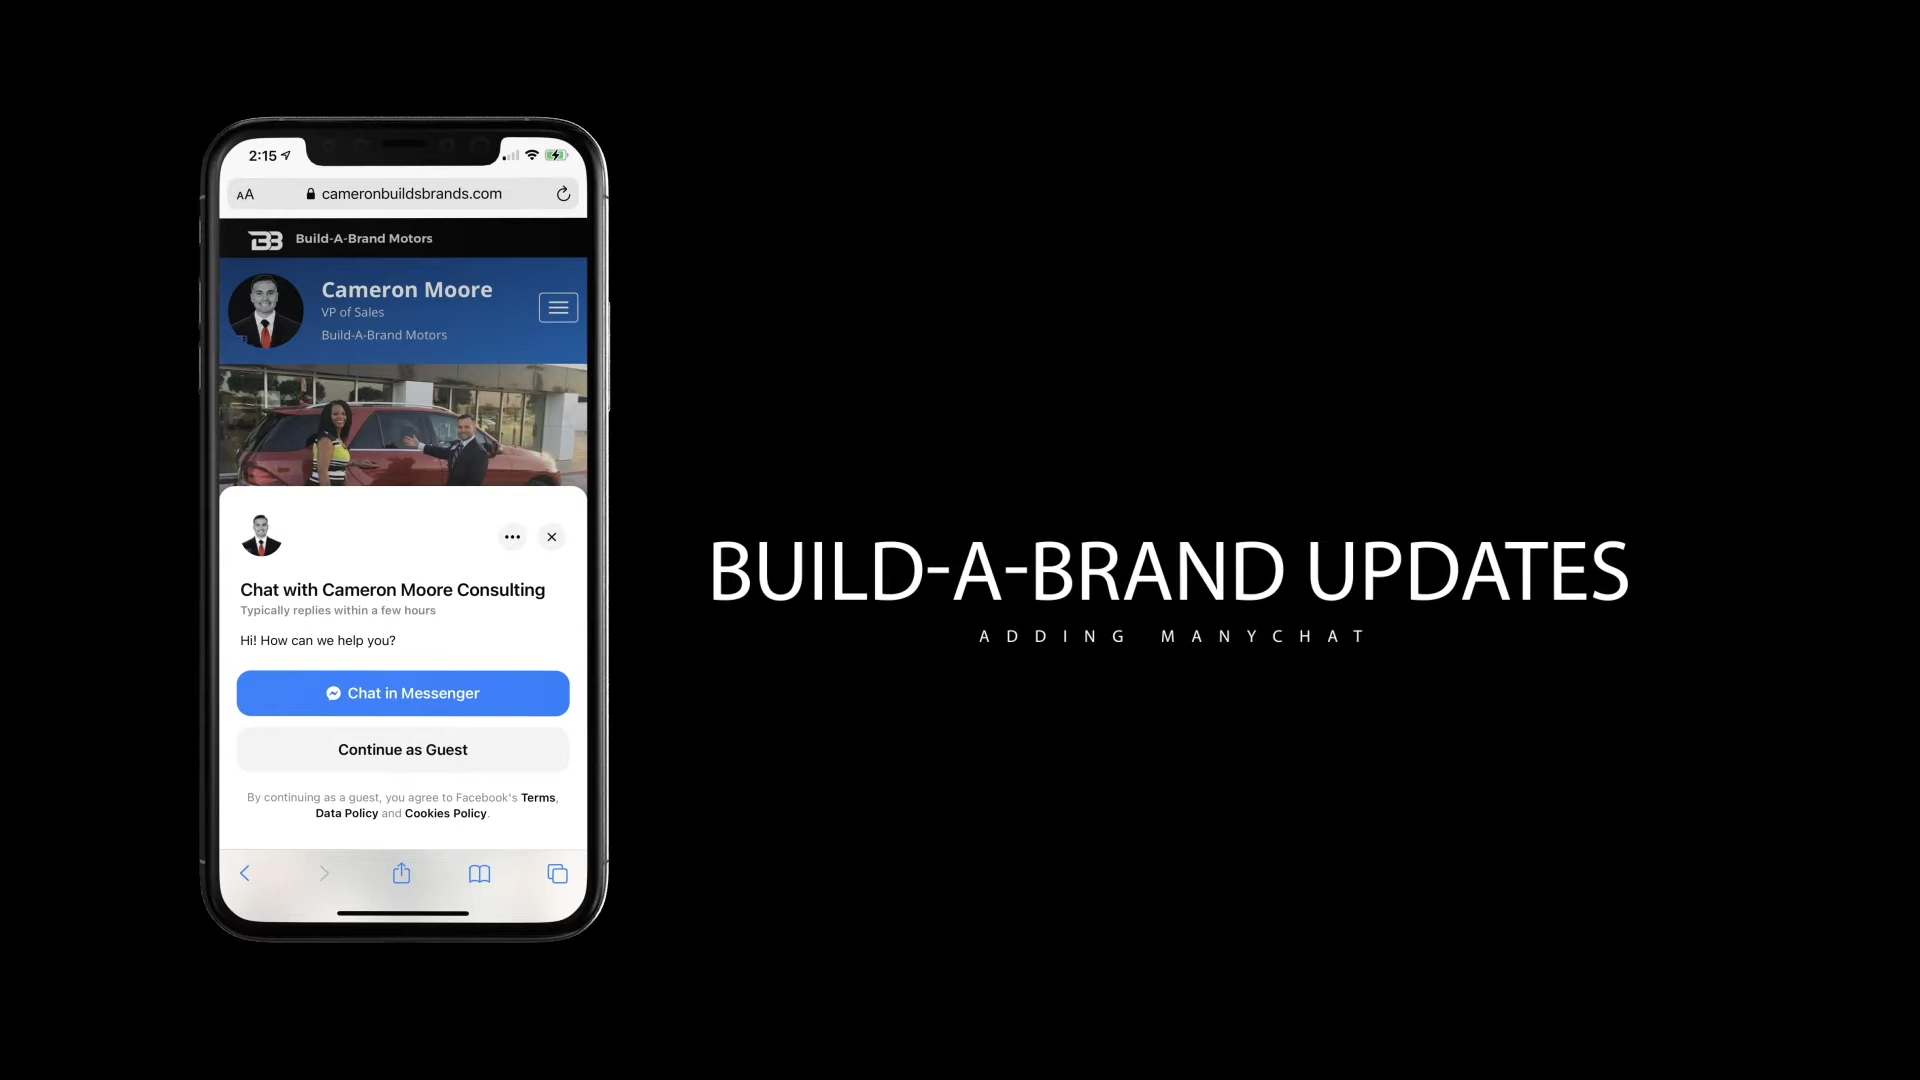 2:15
AA cameronbuildsbrands.com
Build-A-Brand Motors
Cameron Moore
VP of Sales
Build-A-Brand Motors
Chat with Cameron Moore Consulting
Typically replies within a few hours
Hi! How can we help you?
Chat in Messenger
Continue as Guest
By continuing as a guest, you agree to Facebook's Terms,
Data Policy and Cookies Policy.
BUILD-A-BRAND UPDATES
ADDING MANYCHAT